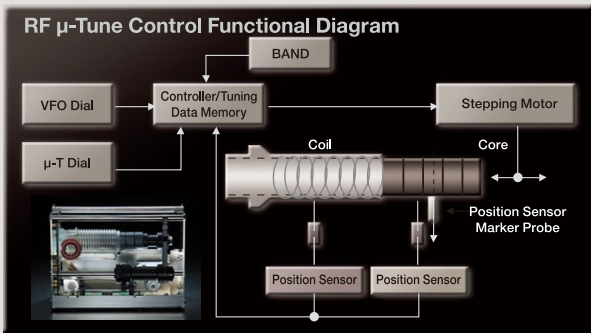 RF µ-Tune Control Functional Diagram
BAND
VFO Dial
Controller/Tuning
Data Memory
Stepping Motor
µ-T Dial
Coil
Core
Position Sensor
Marker Probe
Position Sensor
Position Sensor